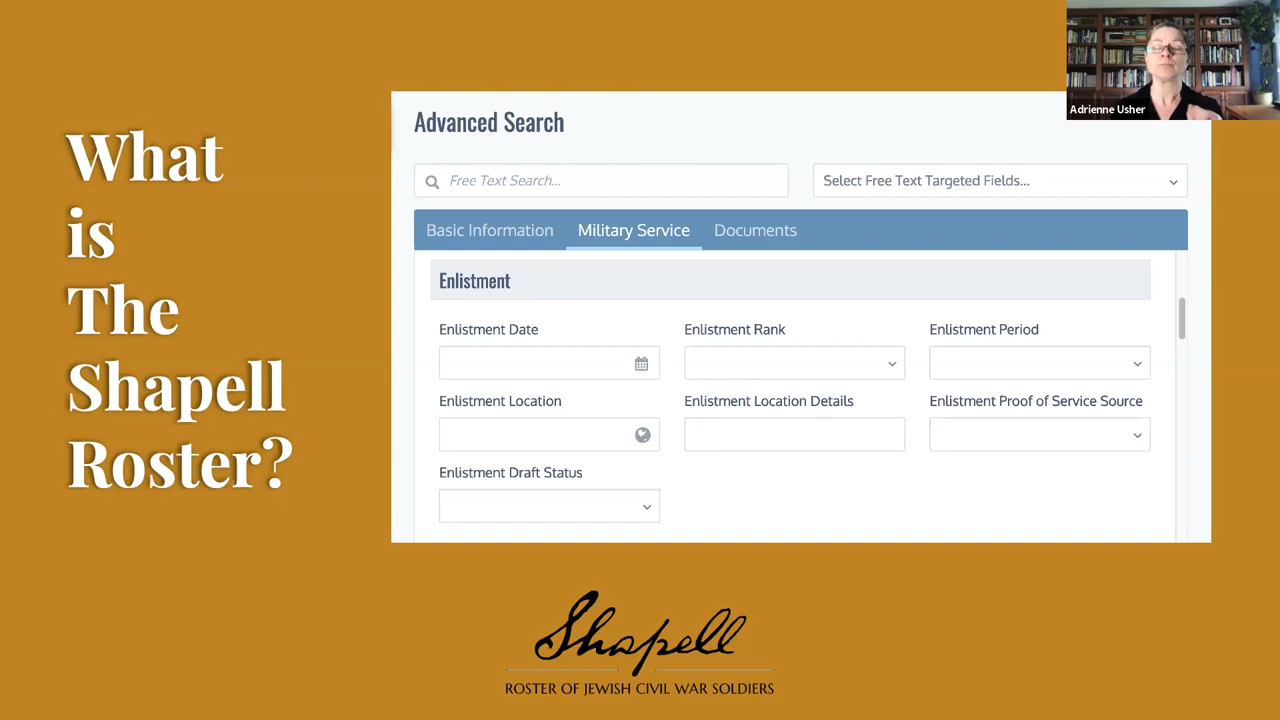 What
is
The
Shapell
Roster?
Adrienne Usher
Advanced Search
Free Text Search...
Select Free Text Targeted Fields...
Basic Information Military Service Documents
Enlistment
Enlistment Date Enlistment Rank Enlistment Period
Enlistment Location Enlistment Location Details Enlistment Proof of Service Source
Enlistment Draft Status
Shapell
ROSTER OF JEWISH CIVIL WAR SOLDIERS